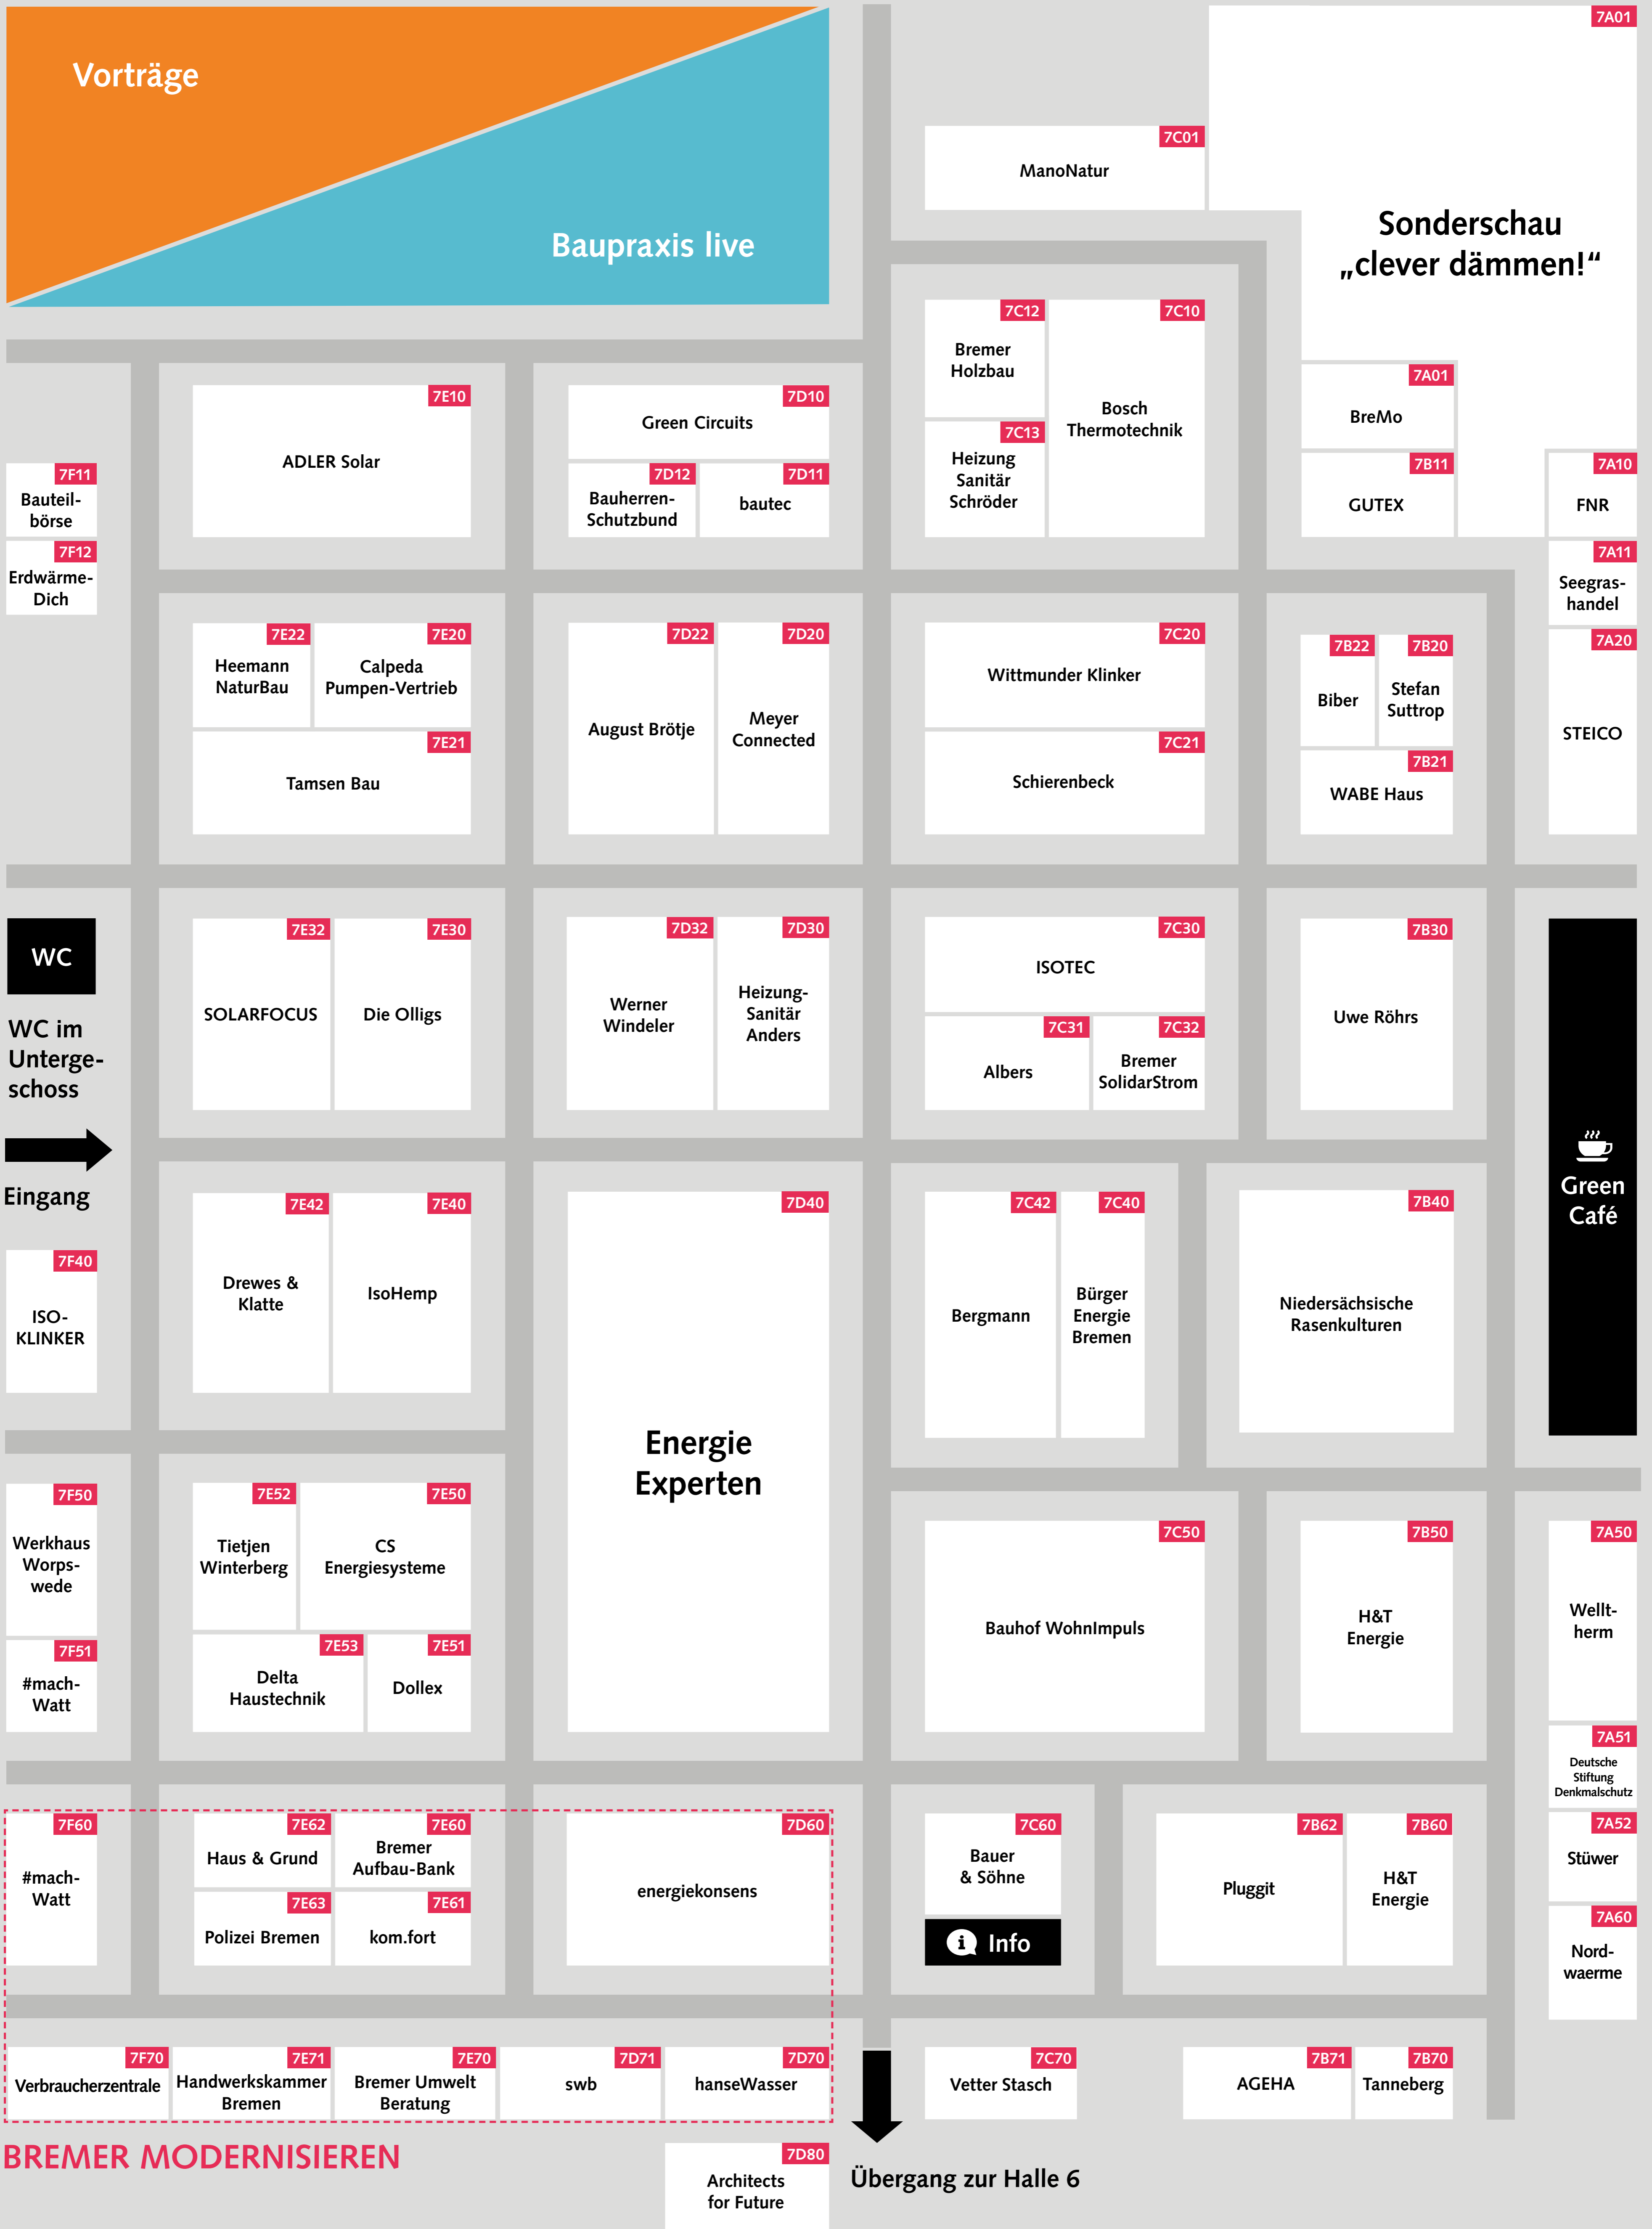 Vorträge
Baupraxis live
7A01
Sonderschau
„clever dämmen!“
7C01
ManoNatur
7C12
Bremer
Holzbau
7C10
Bosch
Thermotechnik
7C13
Heizung
Sanitär
Schröder
7A01
BreMo
7B11
GUTEX
7A10
FNR
7A11
Seegras-
handel
7A20
STEICO
7E10
ADLER Solar
7D10
Green Circuits
7D12
Bauherren-
Schutzbund
7D11
bautec
7F11
Bauteil-
börse
7F12
Erdwärme-
Dich
7E22
Heemann
NaturBau
7E20
Calpeda
Pumpen-Vertrieb
7E21
Tamsen Bau
7D22
August Brötje
7D20
Meyer
Connected
7C20
Wittmunder Klinker
7C21
Schierenbeck
7B22
Biber
7B20
Stefan
Suttrop
7B21
WABE Haus
WC
WC im
Unterge-
schoss
Eingang
7E32
SOLARFOCUS
7E30
Die Olligs
7D32
Werner
Windeler
7D30
Heizung-
Sanitär
Anders
7C30
ISOTEC
7C31
Albers
7C32
Bremer
SolidarStrom
7B30
Uwe Röhrs
Green
Café
7F40
ISO-
KLINKER
7E42
Drewes &
Klatte
7E40
IsoHemp
7D40
Energie
Experten
7C42
Bergmann
7C40
Bürger
Energie
Bremen
7B40
Niedersächsische
Rasenkulturen
7F50
Werkhaus
Worps-
wede
7F51
#mach-
Watt
7E52
Tietjen
Winterberg
7E50
CS
Energiesysteme
7E53
Delta
Haustechnik
7E51
Dollex
7C50
Bauhof WohnImpuls
7B50
H&T
Energie
7A50
Wellt-
herm
7A51
Deutsche
Stiftung
Denkmalschutz
7A52
Stüwer
7A60
Nord-
waerme
7F60
#mach-
Watt
7E62
Haus & Grund
7E60
Bremer
Aufbau-Bank
7E63
Polizei Bremen
7E61
kom.fort
7D60
energiekonsens
7C60
Bauer
& Söhne
i Info
7B62
Pluggit
7B60
H&T
Energie
7F70
Verbraucherzentrale
7E71
Handwerkskammer
Bremen
7E70
Bremer Umwelt
Beratung
7D71
swb
7D70
hanseWasser
7C70
Vetter Stasch
7B71
AGEHA
7B70
Tanneberg
BREMER MODERNISIEREN
7D80
Architects
for Future
Übergang zur Halle 6